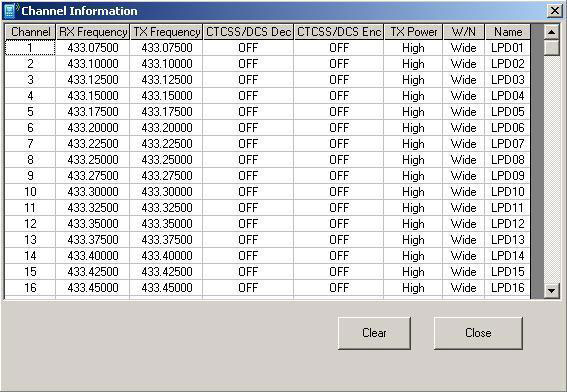 Channel Information
Channel RX Frequency TX Frequency CTCSS/DCS Dec CTCSS/DCS Enc TX Power W/N Name
1 433.07500 433.07500 OFF OFF High Wide LPD01
2 433.10000 433.10000 OFF OFF High Wide LPD02
3 433.12500 433.12500 OFF OFF High Wide LPD03
4 433.15000 433.15000 OFF OFF High Wide LPD04
5 433.17500 433.17500 OFF OFF High Wide LPD05
6 433.20000 433.20000 OFF OFF High Wide LPD06
7 433.22500 433.22500 OFF OFF High Wide LPD07
8 433.25000 433.25000 OFF OFF High Wide LPD08
9 433.27500 433.27500 OFF OFF High Wide LPD09
10 433.30000 433.30000 OFF OFF High Wide LPD10
11 433.32500 433.32500 OFF OFF High Wide LPD11
12 433.35000 433.35000 OFF OFF High Wide LPD12
13 433.37500 433.37500 OFF OFF High Wide LPD13
14 433.40000 433.40000 OFF OFF High Wide LPD14
15 433.42500 433.42500 OFF OFF High Wide LPD15
16 433.45000 433.45000 OFF OFF High Wide LPD16
Clear Close